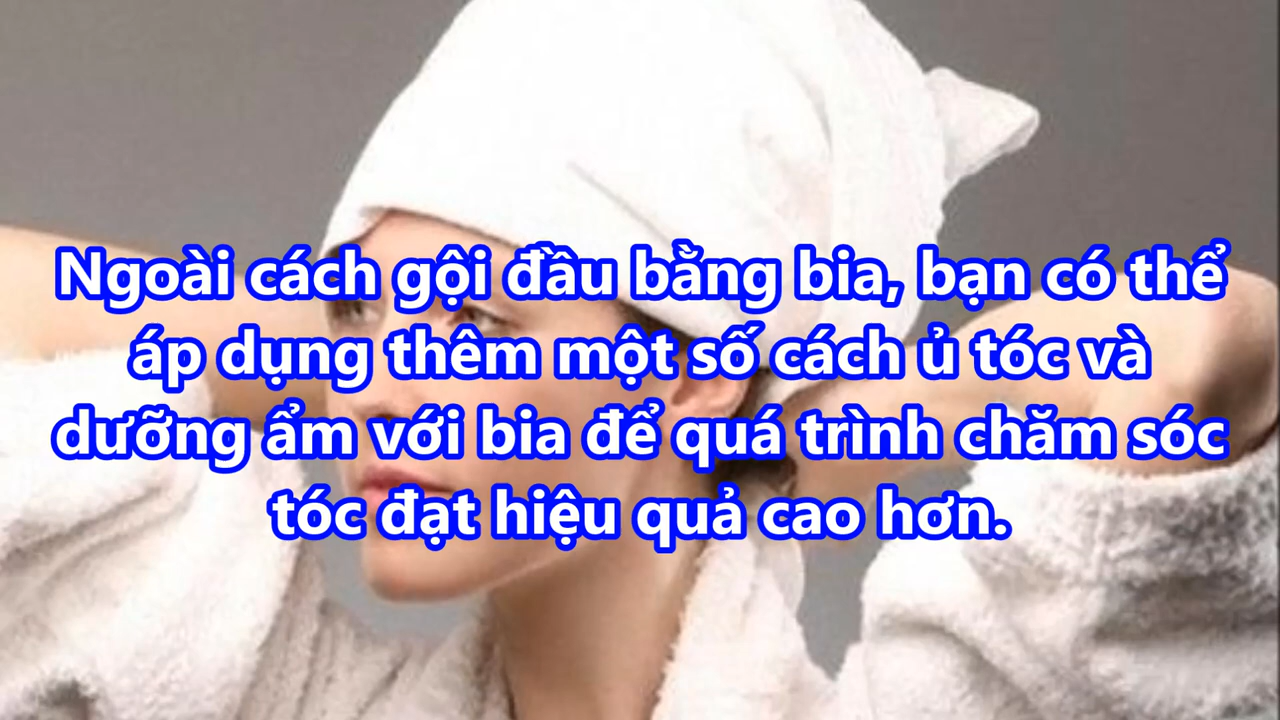 Ngoài cách gội đầu bằng bia, bạn có thể
áp dụng thêm một số cách ủ tóc và
dưỡng ẩm với bia để quá trình chăm sóc
tóc đạt hiệu quả cao hơn.